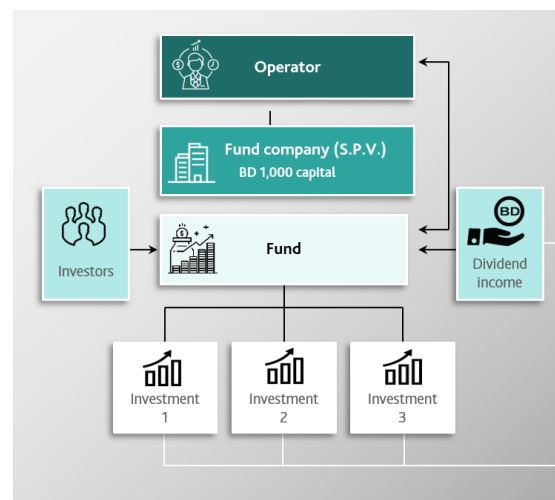 Operator
Fund company (S.P.V.)
BD 1,000 capital
Investors
Fund
BD
Dividend
income
Investment
1
Investment
2
Investment
3